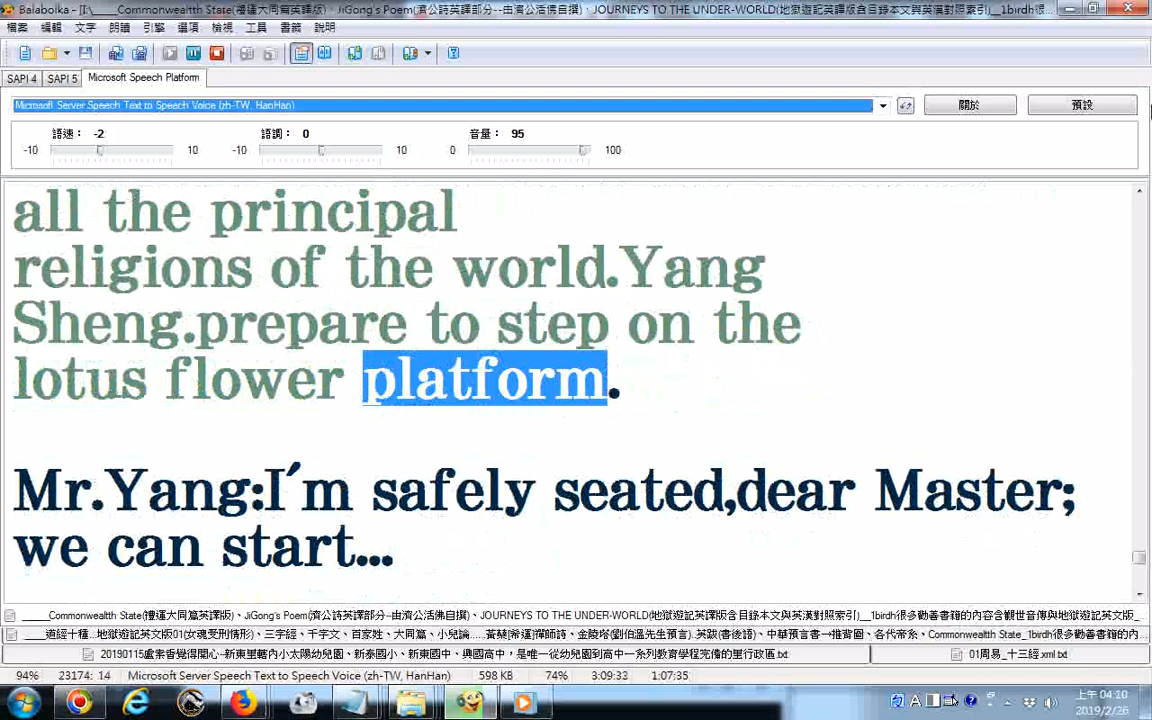 Balabolka - [I:\_____Commonwealtth State(禮運大同篇英譯版)、JiGong's Poem(濟公詩英譯部分--由濟公活佛自撰)、JOURNEYS TO THE UNDER-WORLD(地獄遊記英譯版含目錄本文與英漢對照索引)__1birdh很...
檔案 編輯 文字 朗讀 引擎 選項 檢視 工具 書籤 說明
SAPI 4 SAPI 5 Microsoft Speech Platform
Microsoft Server Speech Text to Speech Voice (zh-TW, HanHan) 關於 預設
語速： -2 語調： 0 音量： 95
-10 10 -10 10 0 100
all the principal
religions of the world.Yang
Sheng.prepare to step on the
lotus flower platform.
Mr.Yang:I´m safely seated,dear Master;
we can start...
_____Commonwealtth State(禮運大同篇英譯版)、JiGong's Poem(濟公詩英譯部分--由濟公活佛自撰)、JOURNEYS TO THE UNDER-WORLD(地獄遊記英譯版含目錄本文與英漢對照索引)__1birdh很多勸善書籍的內容含觀世音傳與地獄遊記英文版...
____道經十種...地獄遊記英文版01(女魂受刑情形)、三字經、千字文、百家姓、大同篇、小兒論.....黃蘗[希運]禪師詩、金陵塔(劉伯溫先生預言).英跋(書後語)、中華預言書一推背圖、各代帝系、Commonwealtth State_1birdh很多勸善書籍的內...
20190115盧素香覺得開心--新東里轄內小太陽幼兒園、新泰國小、新東國中、興國高中，是唯一從幼兒園到高中一系列教育學程完備的里行政區.txt 01周易_十三經.xml.txt
94% 23174: 14 Microsoft Server Speech Text to Speech Voice (zh-TW, HanHan) 598 KB 74% 3:09:33 1:07:35
上午 04:10
2019/2/26